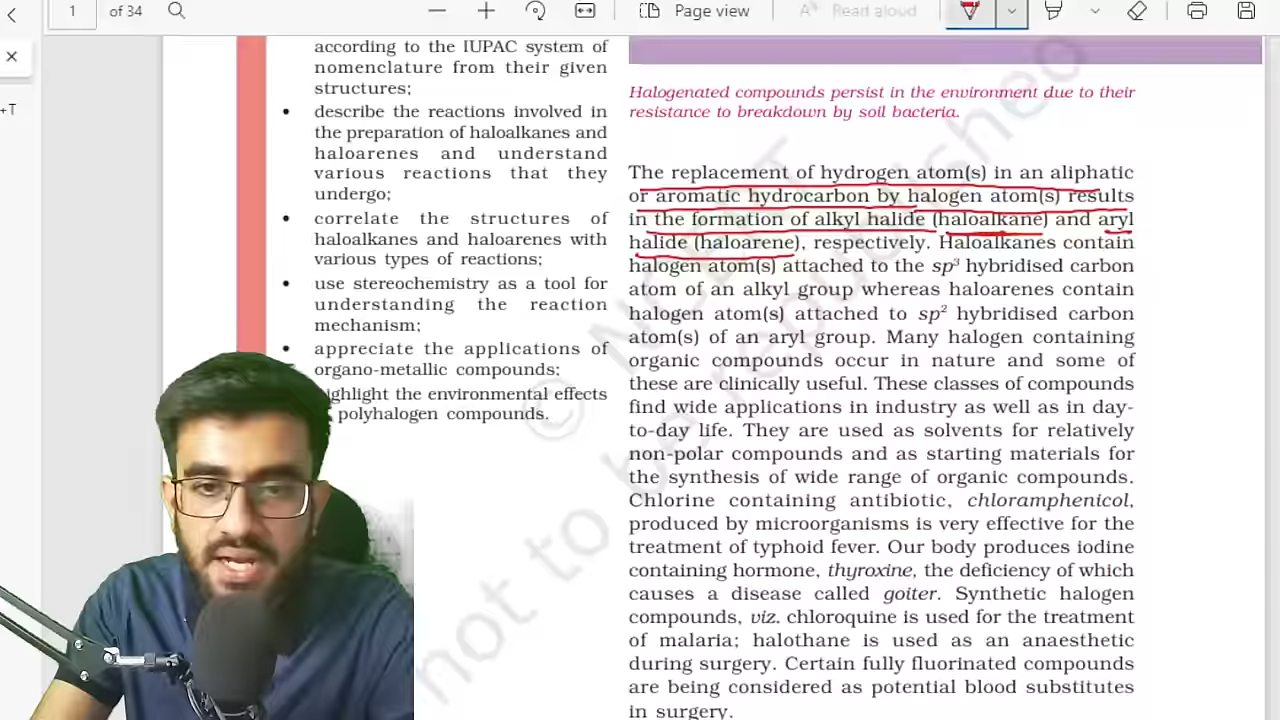 1 of 34 Page view Read aloud
+T
according to the IUPAC system of
nomenclature from their given
structures;
• describe the reactions involved in
the preparation of haloalkanes and
haloarenes and understand
various reactions that they
undergo;
• correlate the structures of
haloalkanes and haloarenes with
various types of reactions;
• use stereochemistry as a tool for
understanding the reaction
mechanism;
• appreciate the applications of
organo-metallic compounds;
ighlight the environmental effects
polyhalogen compounds.
Halogenated compounds persist in the environment due to their
resistance to breakdown by soil bacteria.
The replacement of hydrogen atom(s) in an aliphatic
or aromatic hydrocarbon by halogen atom(s) results
in the formation of alkyl halide (haloalkane) and aryl
halide (haloarene), respectively. Haloalkanes contain
halogen atom(s) attached to the sp³ hybridised carbon
atom of an alkyl group whereas haloarenes contain
halogen atom(s) attached to sp² hybridised carbon
atom(s) of an aryl group. Many halogen containing
organic compounds occur in nature and some of
these are clinically useful. These classes of compounds
find wide applications in industry as well as in day-
to-day life. They are used as solvents for relatively
non-polar compounds and as starting materials for
the synthesis of wide range of organic compounds.
Chlorine containing antibiotic, chloramphenicol,
produced by microorganisms is very effective for the
treatment of typhoid fever. Our body produces iodine
containing hormone, thyroxine, the deficiency of which
causes a disease called goiter. Synthetic halogen
compounds, viz. chloroquine is used for the treatment
of malaria; halothane is used as an anaesthetic
during surgery. Certain fully fluorinated compounds
are being considered as potential blood substitutes
in surgery.
not to be republished
©